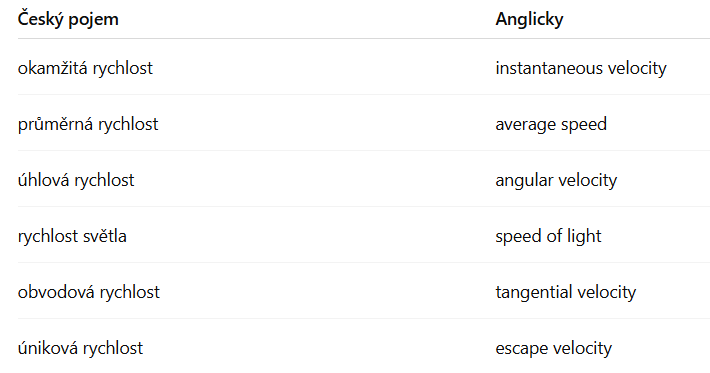 Český pojem Anglicky
okamžitá rychlost instantaneous velocity
průměrná rychlost average speed
úhlová rychlost angular velocity
rychlost světla speed of light
obvodová rychlost tangential velocity
úniková rychlost escape velocity